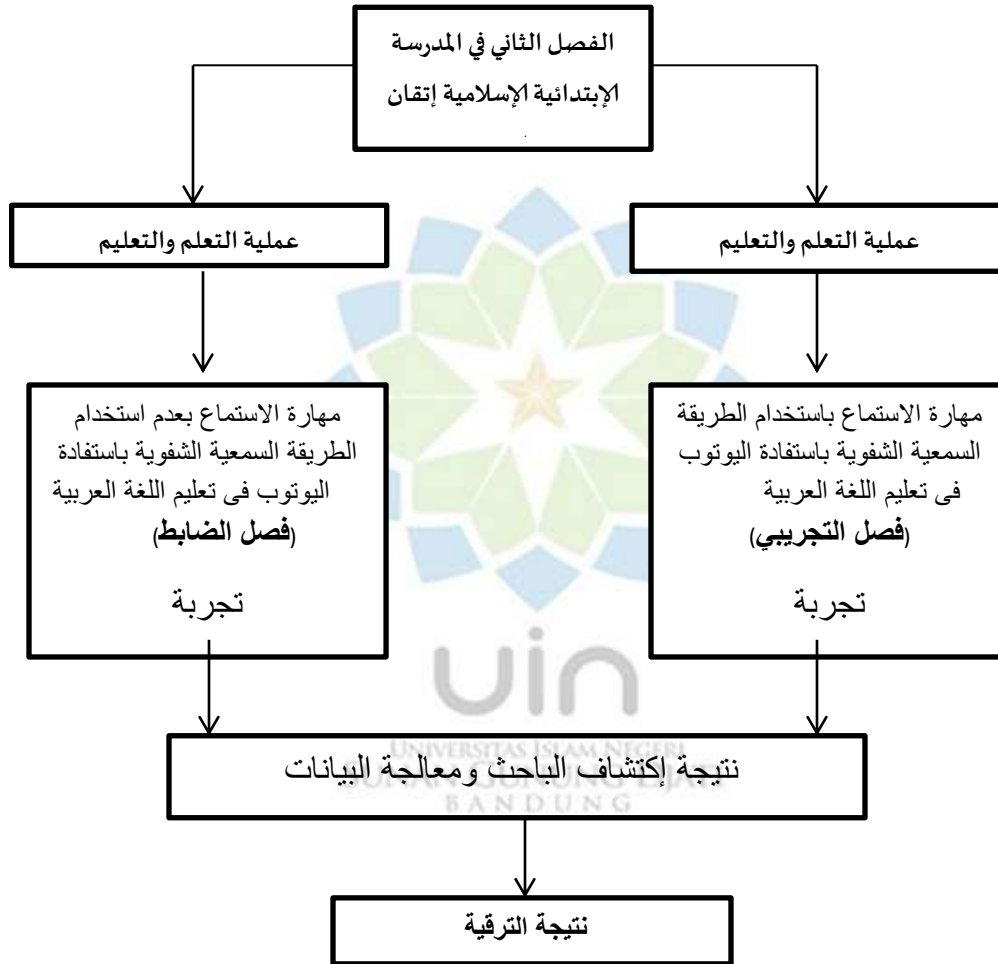 الفصل الثاني في المدرسة
الإبتدائية الإسلامية إتقان
.
عملية التعلم والتعليم
عملية التعلم والتعليم
مهارة الاستماع باستخدام الطريقة
السمعية الشفوية باستفادة اليوتوب
فى تعليم اللغة العربية
(فصل التجريبي)
تجربة
مهارة الاستماع بعدم استخدام
الطريقة السمعية الشفوية باستفادة
اليوتوب فى تعليم اللغة العربية
(فصل الضابط)
تجربة
uin
UNIVERSITAS ISLAM NEGERI
SUNAN GUNUNG DJATI
BANDUNG
نتيجة إكتشاف الباحث ومعالجة البيانات
نتيجة الترقية